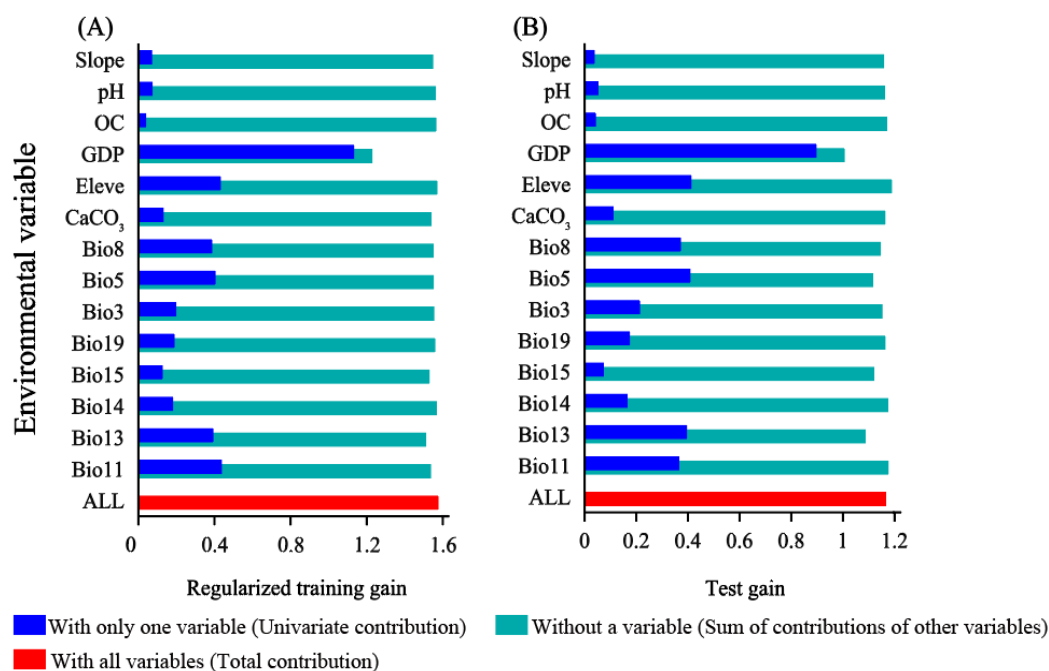 (A)
Environmental variable
Slope
pH
OC
GDP
Eleve
CaCO₃
Bio8
Bio5
Bio3
Bio19
Bio15
Bio14
Bio13
Bio11
ALL
0 0.4 0.8 1.2 1.6
Regularized training gain
(B)
Slope
pH
OC
GDP
Eleve
CaCO₃
Bio8
Bio5
Bio3
Bio19
Bio15
Bio14
Bio13
Bio11
ALL
0 0.2 0.4 0.6 0.8 1 1.2
Test gain
With only one variable (Univariate contribution)
Without a variable (Sum of contributions of other variables)
With all variables (Total contribution)